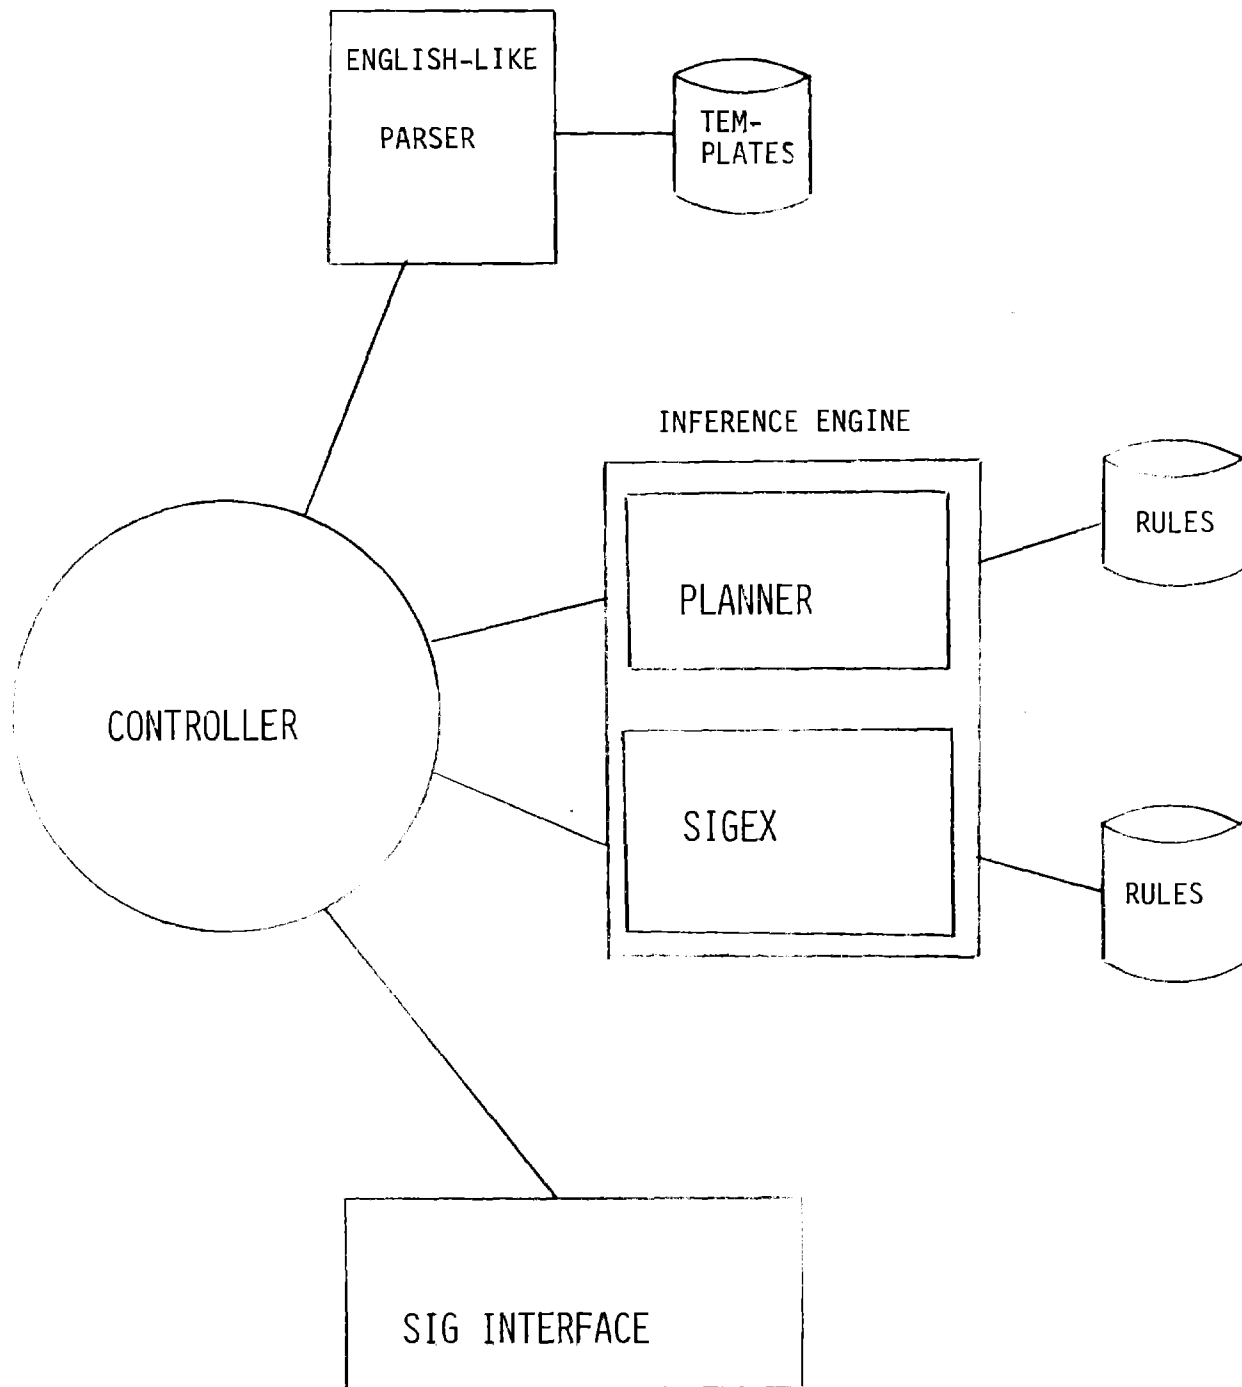 ENGLISH-LIKE
PARSER
TEM-
PLATES
INFERENCE ENGINE
RULES
PLANNER
CONTROLLER
SIGEX
RULES
SIG INTERFACE